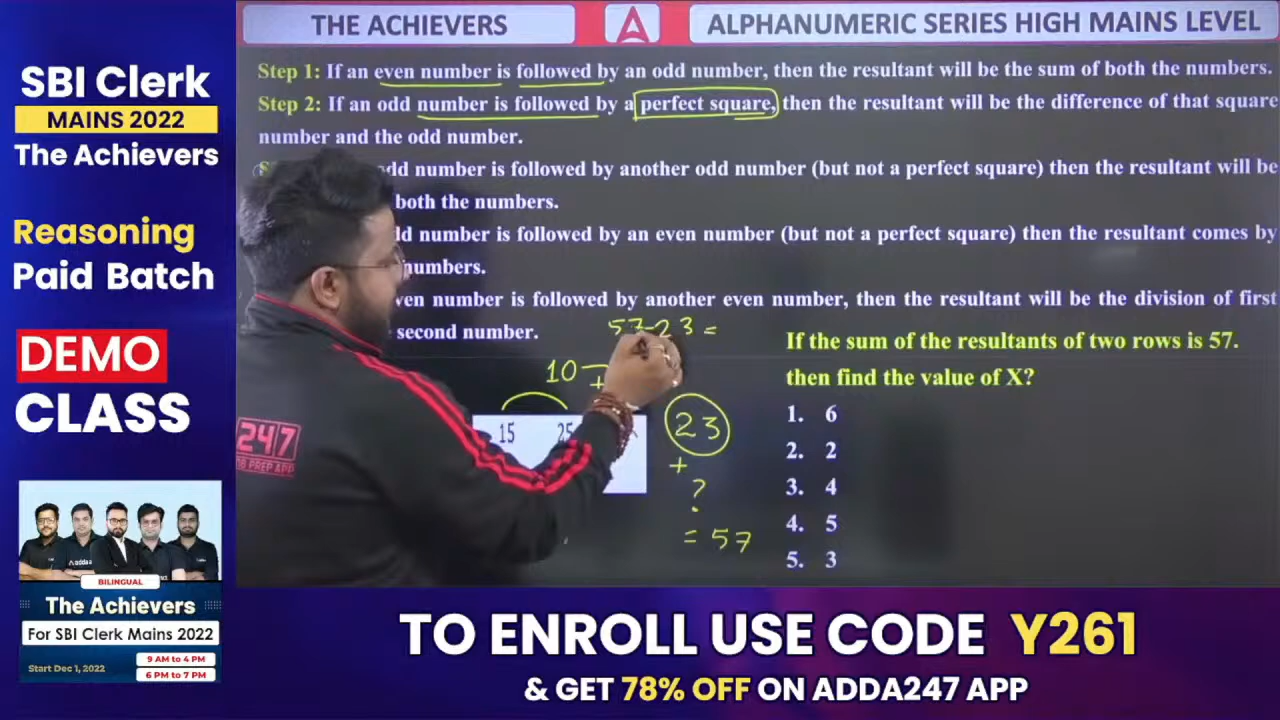 THE ACHIEVERS
ALPHANUMERIC SERIES HIGH MAINS LEVEL
SBI Clerk
MAINS 2022
The Achievers
Reasoning
Paid Batch
DEMO
CLASS
Step 1: If an even number is followed by an odd number, then the resultant will be the sum of both the numbers.
Step 2: If an odd number is followed by a perfect square, then the resultant will be the difference of that square
number and the odd number.
odd number is followed by another odd number (but not a perfect square) then the resultant will be
both the numbers.
number is followed by an even number (but not a perfect square) then the resultant comes by
numbers.
number is followed by another even number, then the resultant will be the division of first
second number.
57-23 =
10
+
15 25
23
+
?
= 57
If the sum of the resultants of two rows is 57.
then find the value of X?
1. 6
2. 2
3. 4
4. 5
5. 3
247
PREP APP
BILINGUAL
The Achievers
For SBI Clerk Mains 2022
Start Dec 1, 2022
9 AM to 4 PM
6 PM to 7 PM
TO ENROLL USE CODE Y261
& GET 78% OFF ON ADDA247 APP